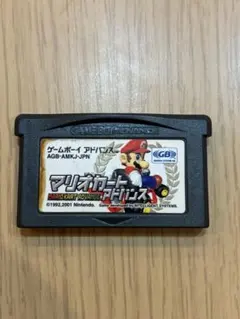 GAME BOY ADVANCE
ゲームボーイ アドバンス
AGB-AMKJ-JPN
GB
マリオカート
アドバンス
MARIO KART ADVANCE
©1992,2001 Nintendo.